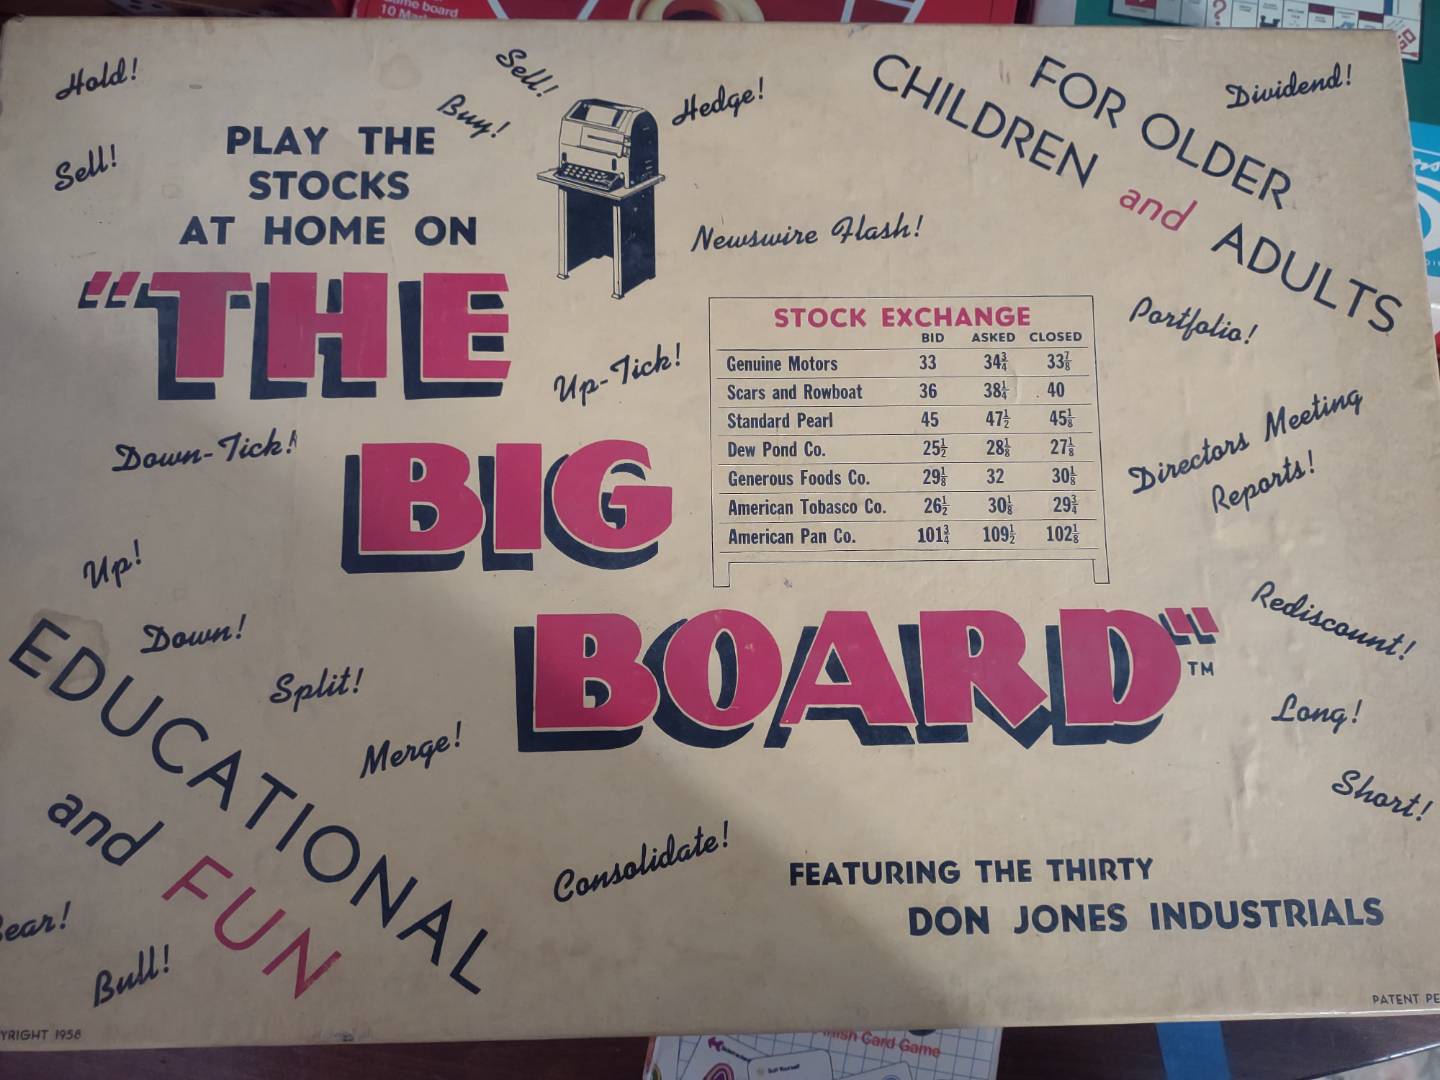 Game board
Hold!
Sell!
Buy!
Hedge!
Sell!
PLAY THE
STOCKS
AT HOME ON
FOR OLDER
CHILDREN and ADULTS
Dividend!
Newswire Flash!
"THE
BIG
BOARD"
TM
Up-Tick!
Down-Tick!
STOCK EXCHANGE
BID ASKED CLOSED
Genuine Motors 33 34¾ 33⅞
Scars and Rowboat 36 38¼ 40
Standard Pearl 45 47½ 45⅛
Dew Pond Co. 25½ 28⅛ 27⅛
Generous Foods Co. 29⅛ 32 30⅛
American Tobasco Co. 26½ 30⅛ 29¾
American Pan Co. 101¾ 109½ 102⅛
Portfolio!
Directors Meeting
Reports!
Up!
Down!
Split!
Merge!
Rediscount!
Long!
Short!
EDUCATIONAL
and FUN
Consolidate!
Bull!
FEATURING THE THIRTY
DON JONES INDUSTRIALS
PATENT
1958
Card Game